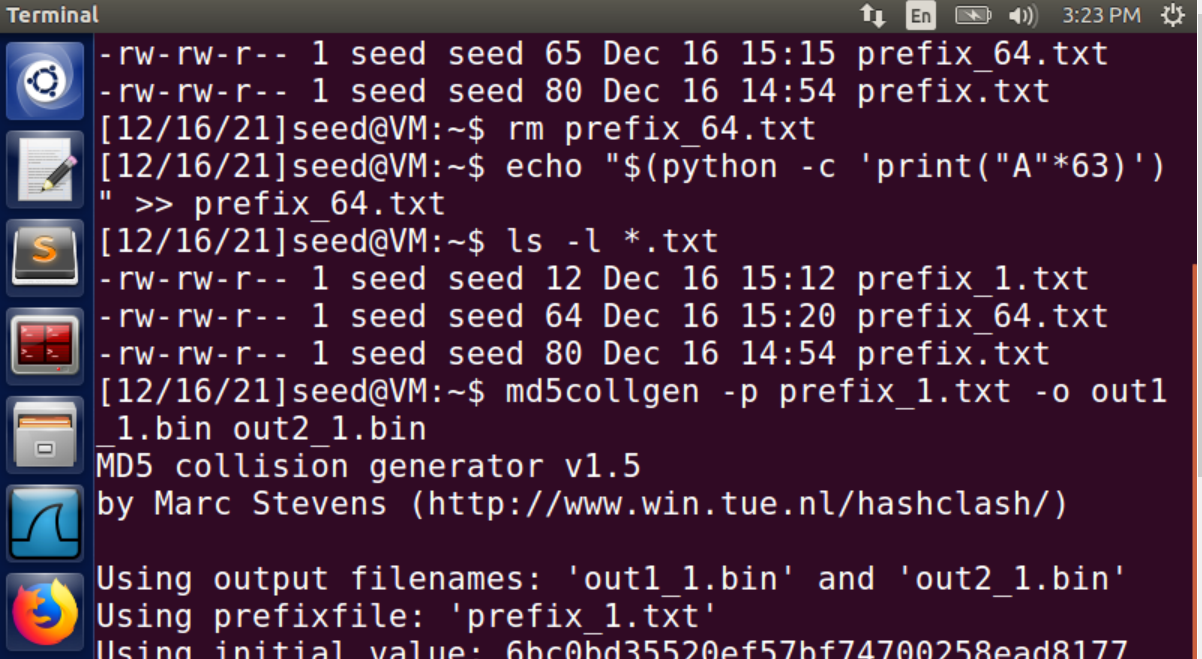 Terminal En 3:23 PM
-rw-rw-r-- 1 seed seed 65 Dec 16 15:15 prefix_64.txt
-rw-rw-r-- 1 seed seed 80 Dec 16 14:54 prefix.txt
[12/16/21]seed@VM:~$ rm prefix_64.txt
[12/16/21]seed@VM:~$ echo "$(python -c 'print("A"*63)')
" >> prefix_64.txt
[12/16/21]seed@VM:~$ ls -l *.txt
-rw-rw-r-- 1 seed seed 12 Dec 16 15:12 prefix_1.txt
-rw-rw-r-- 1 seed seed 64 Dec 16 15:20 prefix_64.txt
-rw-rw-r-- 1 seed seed 80 Dec 16 14:54 prefix.txt
[12/16/21]seed@VM:~$ md5collgen -p prefix_1.txt -o out1
_1.bin out2_1.bin
MD5 collision generator v1.5
by Marc Stevens (http://www.win.tue.nl/hashclash/)

Using output filenames: 'out1_1.bin' and 'out2_1.bin'
Using prefixfile: 'prefix_1.txt'
Using initial value: 6bc0bd35520ef57bf74700258ead8177